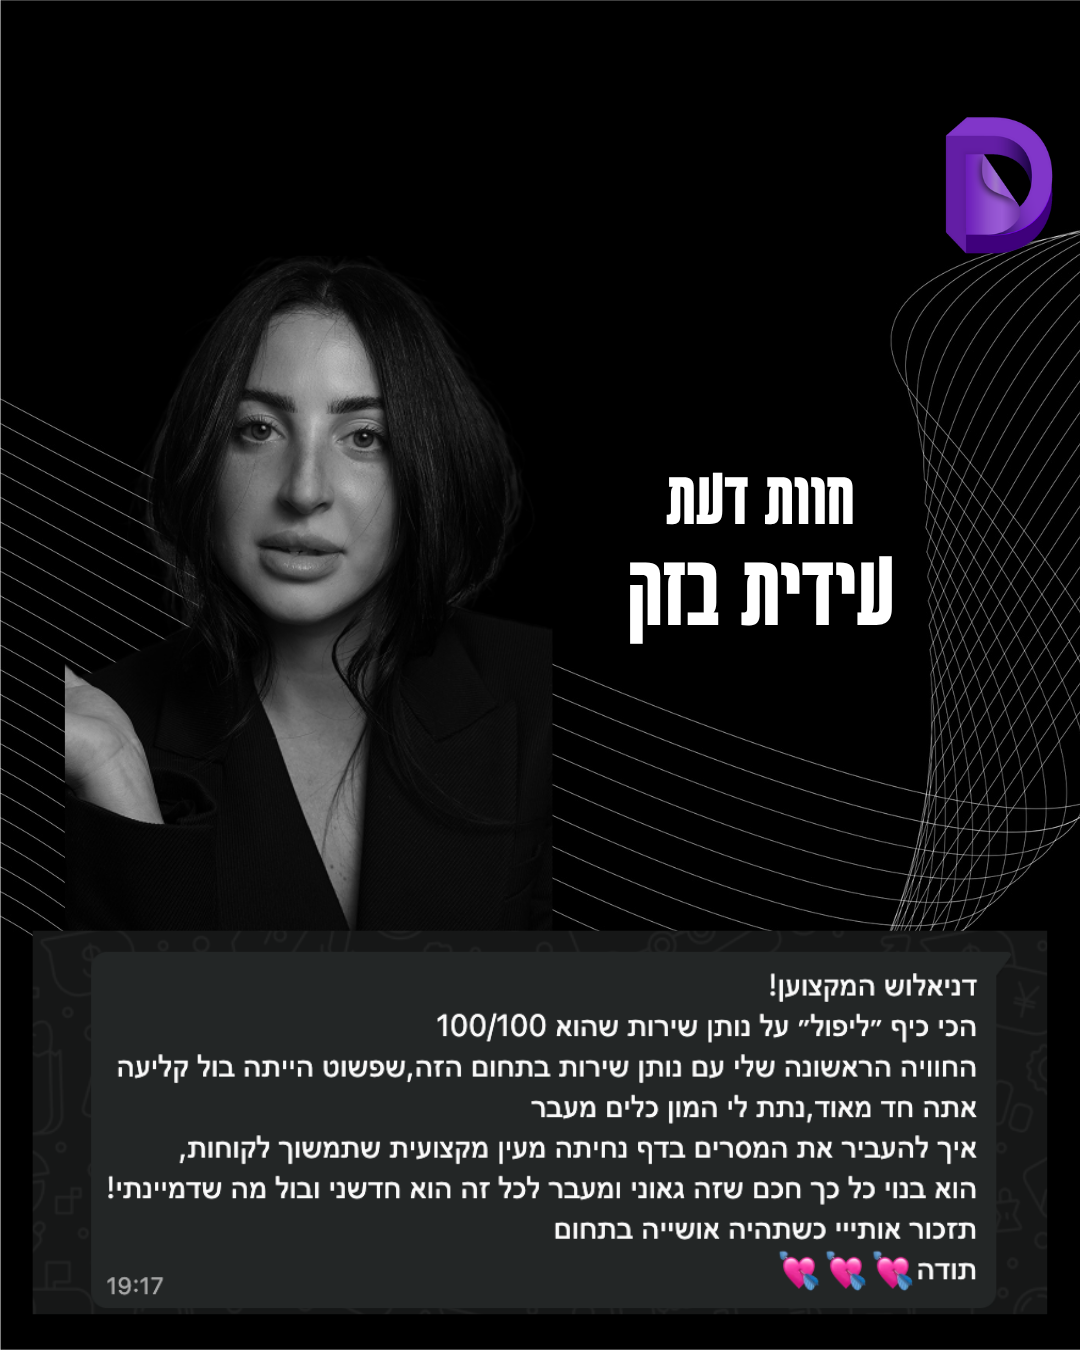 חוות דעת
עידית בזק
דניאלוש המקצוען!
הכי כיף ״ליפול״ על נותן שירות שהוא 100/100
החוויה הראשונה שלי עם נותן שירות בתחום הזה,שפשוט הייתה בול קליעה
אתה חד מאוד,נתת לי המון כלים מעבר
איך להעביר את המסרים בדף נחיתה מעין מקצועית שתמשוך לקוחות,
הוא בנוי כל כך חכם שזה גאוני ומעבר לכל זה הוא חדשני ובול מה שדמיינתי!
תזכור אותייי כשתהיה אושייה בתחום
תודה💘💘💘
19:17